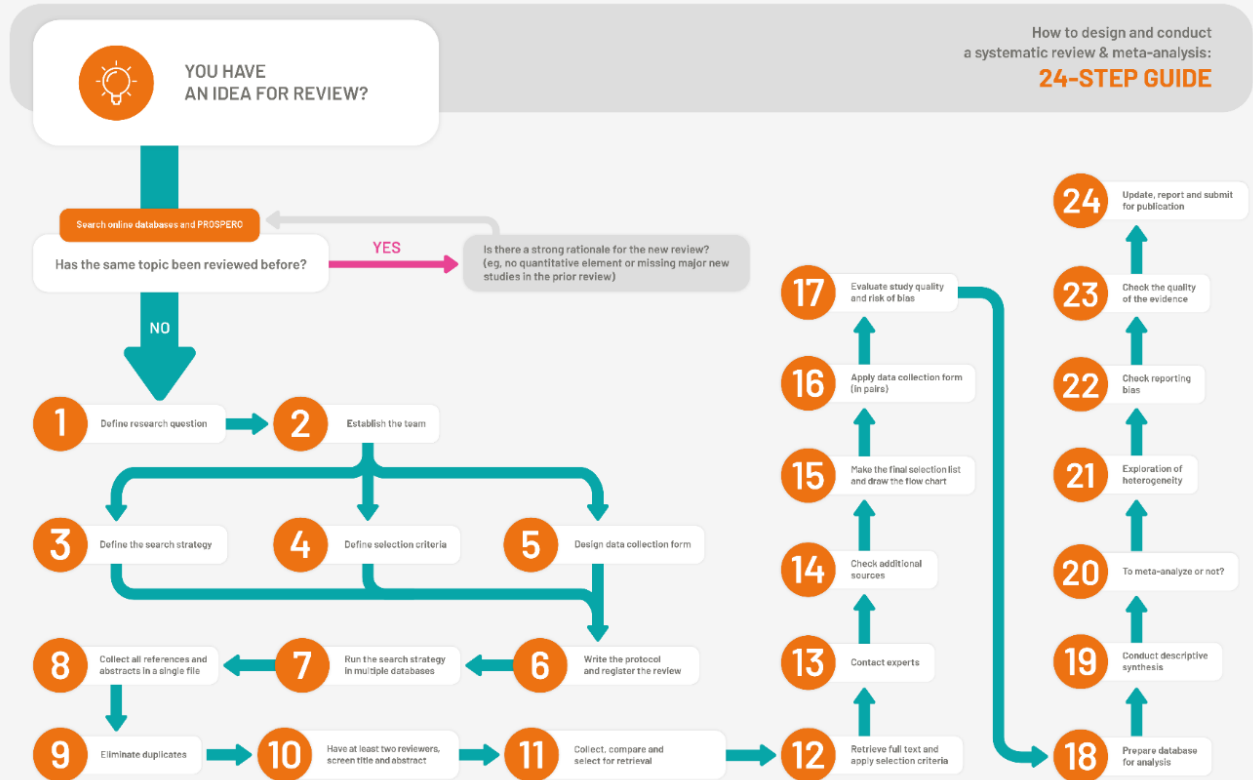 How to design and conduct
a systematic review & meta-analysis:
24-STEP GUIDE
YOU HAVE
AN IDEA FOR REVIEW?
Search online databases and PROSPERO
Has the same topic been reviewed before?
YES
Is there a strong rationale for the new review?
(eg, no quantitative element or missing major new
studies in the prior review)
NO
1
Define research question
2
Establish the team
3
Define the search strategy
4
Define selection criteria
5
Design data collection form
6
Write the protocol
and register the review
7
Run the search strategy
in multiple databases
8
Collect all references and
abstracts in a single file
9
Eliminate duplicates
10
Have at least two reviewers,
screen title and abstract
11
Collect, compare and
select for retrieval
12
Retrieve full text and
apply selection criteria
13
Contact experts
14
Check additional
sources
15
Make the final selection list
and draw the flow chart
16
Apply data collection form
(in pairs)
17
Evaluate study quality
and risk of bias
18
Prepare database
for analysis
19
Conduct descriptive
synthesis
20
To meta-analyze or not?
21
Exploration of
heterogeneity
22
Check reporting
bias
23
Check the quality
of the evidence
24
Update, report and submit
for publication